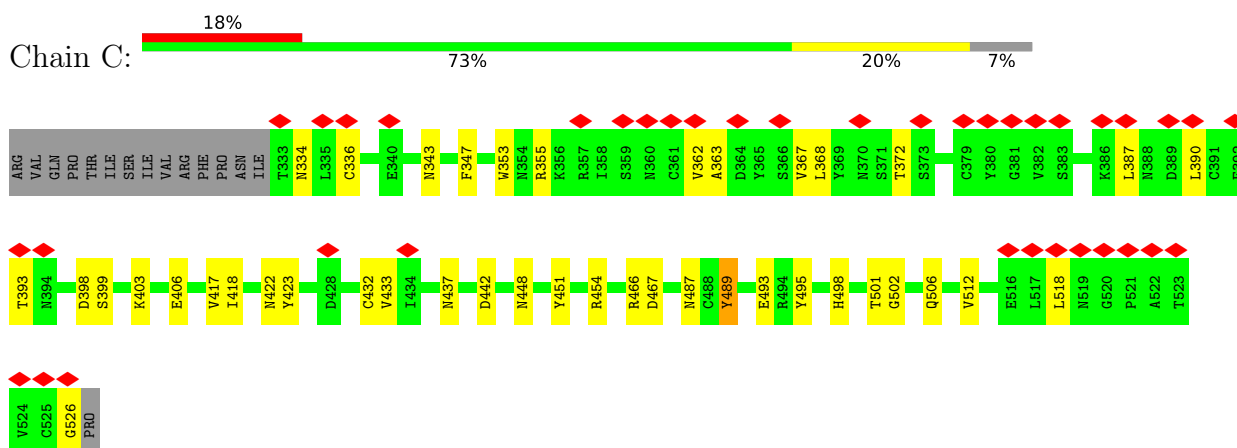 18%
Chain C:
73% 20% 7%
ARG VAL GLN PRO THR ILE SER ILE VAL ARG PHE PRO ASN ILE T333 N334 L335 C336 E340 N343 F347 W353 N354 R355 K356 R357 I358 S359 N360 C361 V362 A363 D364 Y365 S366 V367 L368 Y369 N370 S371 T372 S373 C379 Y380 G381 V382 S383 K386 L387 N388 D389 L390 C391
T393 N394 D398 S399 K403 E406 V417 I418 N422 Y423 D428 C432 V433 I434 N437 D442 N448 Y451 R454 R466 D467 N487 C488 Y489 E493 R494 Y495 H498 T501 G502 Q506 V512 E516 L517 L518 N519 G520 P521 A522 T523
V524 C525 G526 PRO